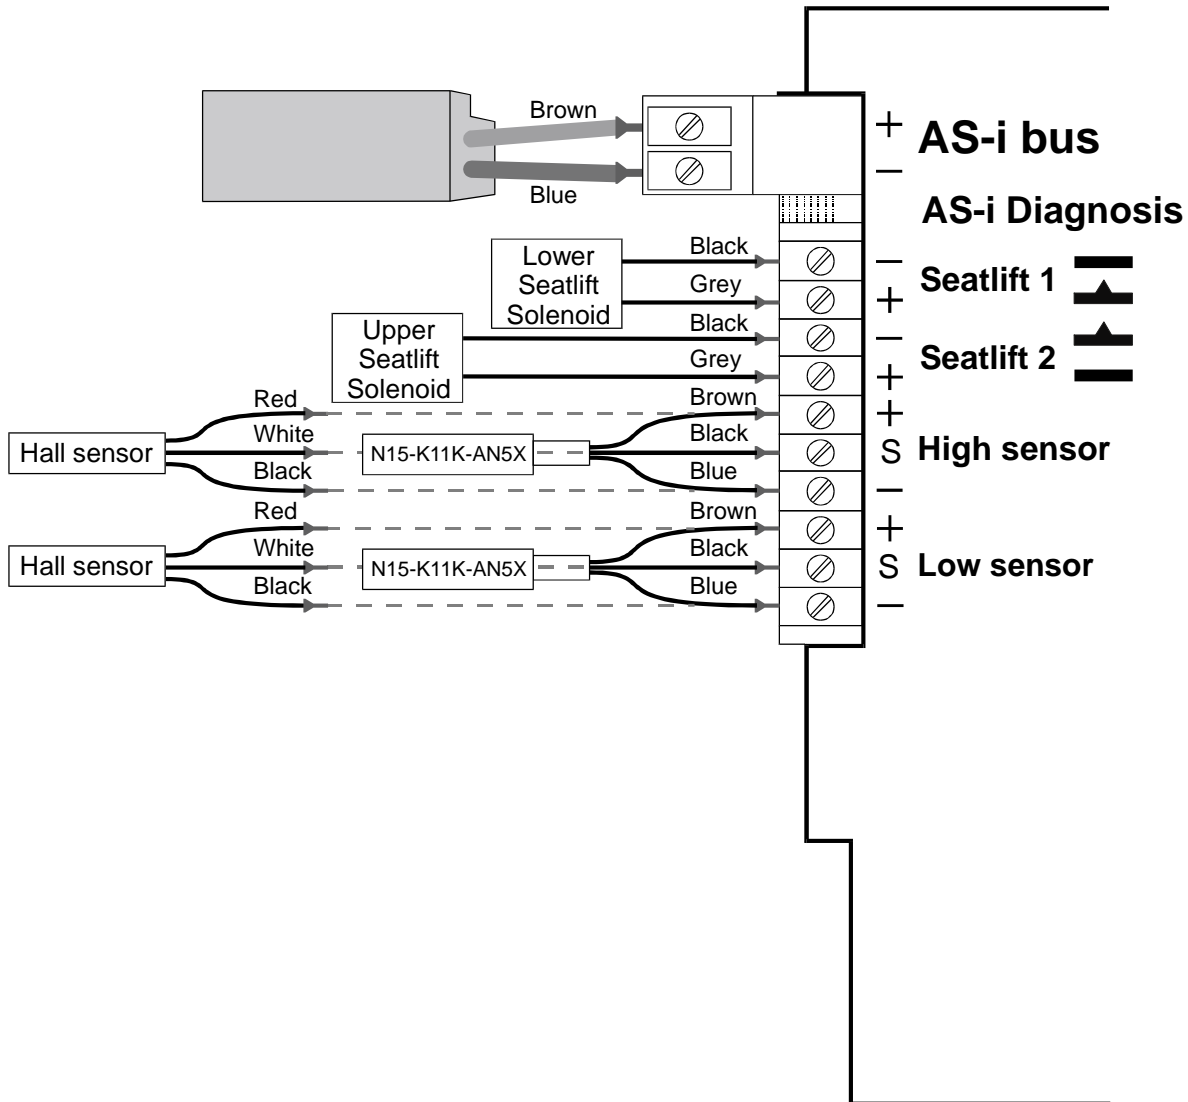 Brown
+
AS-i bus
Blue
−
AS-i Diagnosis
Lower
Seatlift
Solenoid
Black
−
Grey
+
Seatlift 1
Upper
Seatlift
Solenoid
Black
−
Grey
+
Seatlift 2
Hall sensor
Red
White
Black
N15-K11K-AN5X
Brown
+
Black
S
High sensor
Blue
−
Hall sensor
Red
White
Black
N15-K11K-AN5X
Brown
+
Black
S
Low sensor
Blue
−